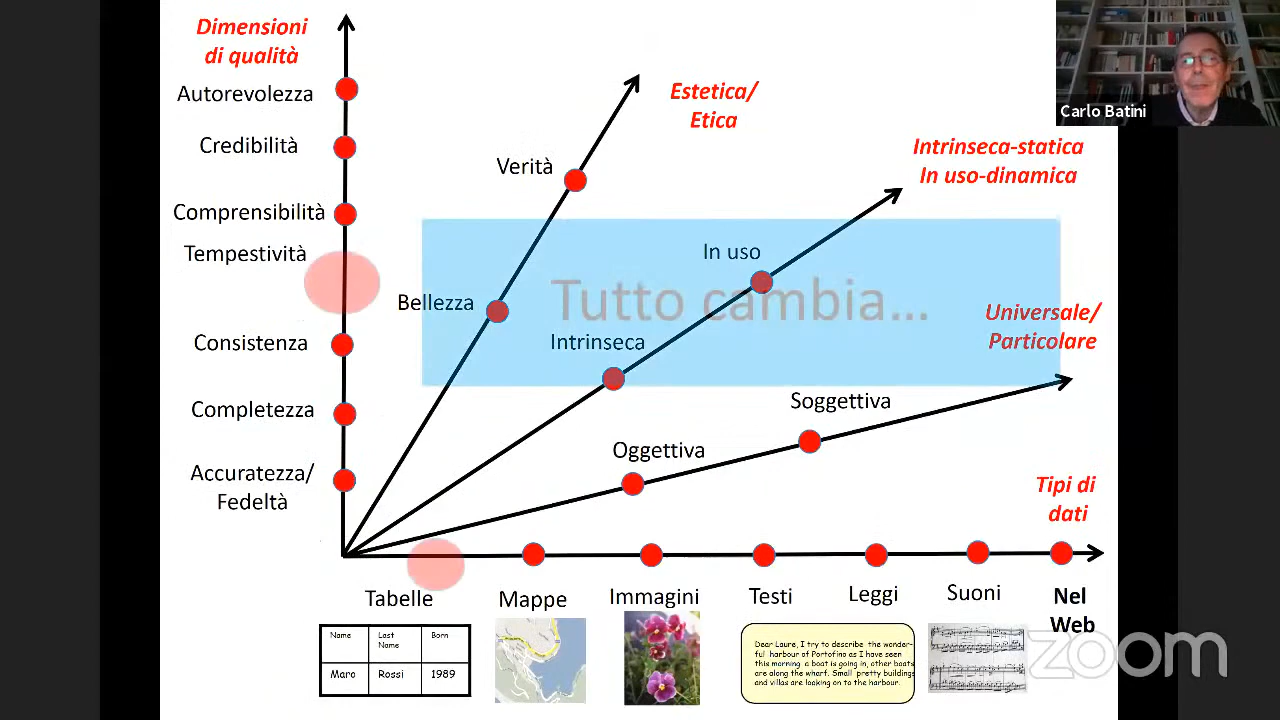 Dimensioni
di qualità
Autorevolezza
Credibilità
Comprensibilità
Tempestività
Consistenza
Completezza
Accuratezza/
Fedeltà
Estetica/
Etica
Verità
Bellezza
Intrinseca-statica
In uso-dinamica
In uso
Intrinseca
Tutto cambia...
Universale/
Particolare
Soggettiva
Oggettiva
Tipi di
dati
Tabelle
Mappe
Immagini
Testi
Leggi
Suoni
Nel
Web
Name
Last
Name
Born
Maro
Rossi
1989
Dear Laure, I try to describe the wonder-
ful harbour of Portofino as I have seen
this morning a boat is going in, other boats
are along the wharf. Small pretty buildings
and villas are looking on to the harbour.
Carlo Batini
zoom